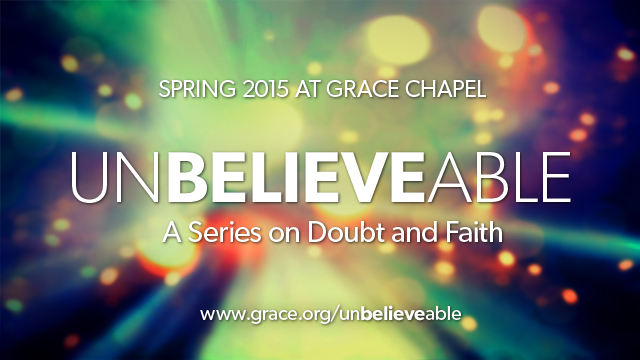 SPRING 2015 AT GRACE CHAPEL
UNBELIEVEABLE
A Series on Doubt and Faith
www.grace.org/unbelieveable